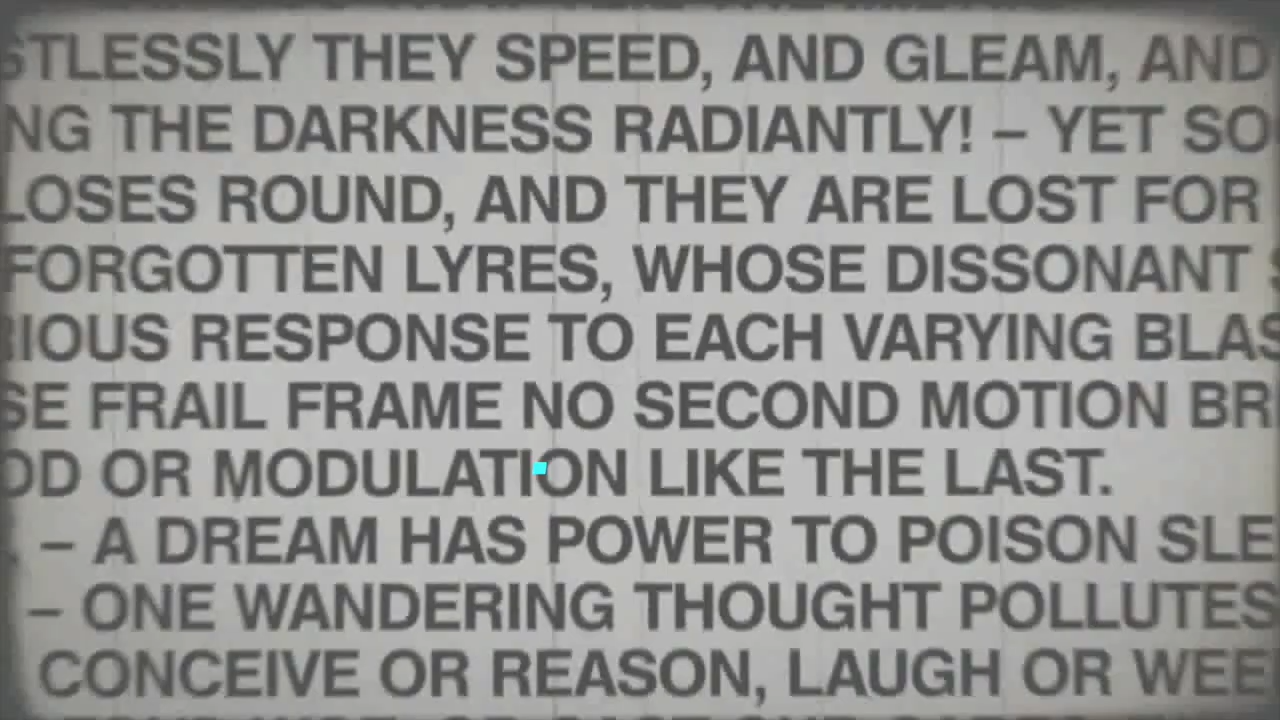 STLESSLY THEY SPEED, AND GLEAM, AND
NG THE DARKNESS RADIANTLY! – YET SO
LOSES ROUND, AND THEY ARE LOST FOR
FORGOTTEN LYRES, WHOSE DISSONANT
RIOUS RESPONSE TO EACH VARYING BLAS
SE FRAIL FRAME NO SECOND MOTION BR
OD OR MODULATION LIKE THE LAST.
. – A DREAM HAS POWER TO POISON SLE
– ONE WANDERING THOUGHT POLLUTES
CONCEIVE OR REASON, LAUGH OR WEE